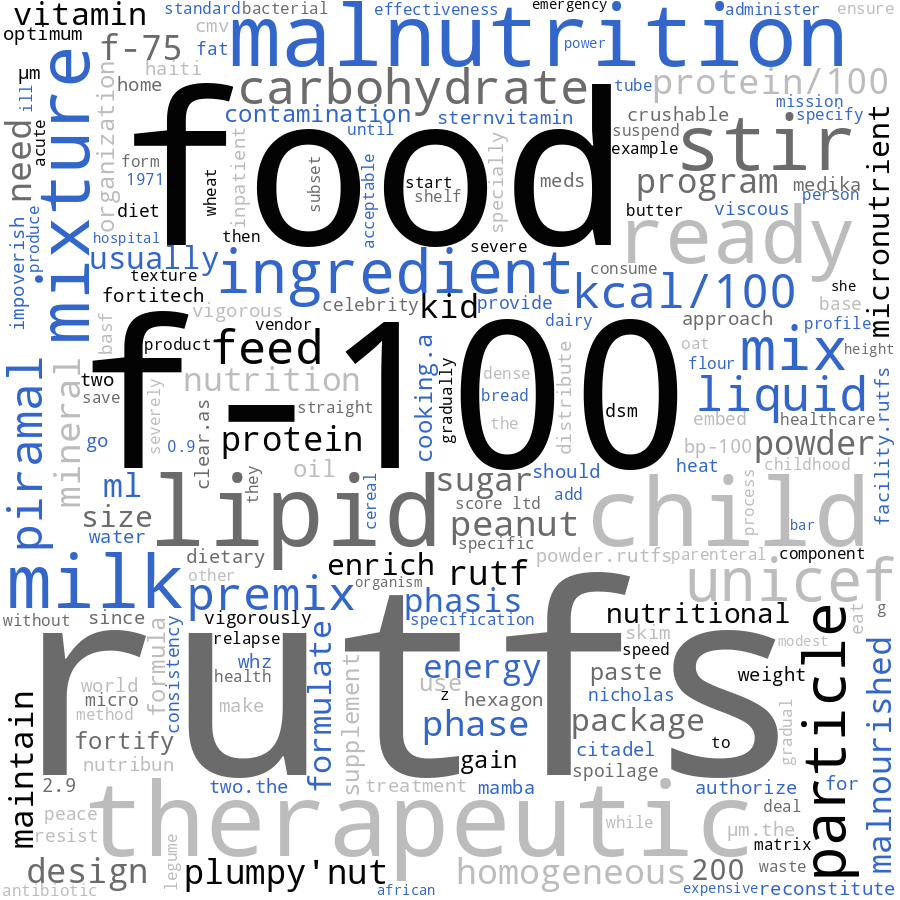 vitamin
standard
bacterial
effectiveness
emergency
administer
ensure
optimum
f-75
cmv
fat
malnutrition
power
µm
haiti
home
carbohydrate
tube
protein/100
mission
ill
need
acute
mixture
organization
contamination
sternvitamin
until
crushable
specify
suspend
example
stir
micronutrient
food
form
1971
wheat
inpatient
subset
acceptable
start
shelf
specially
meds
program
medika
person
diet
butter
viscous
impoverish
produce
hospital
then
severe
ready
usually
texture
fortitech
ingredient
consume
kcal/100
she
base
vigorous
celebrity
kid
provide
dairy
approach
profile
basf
product
vendor
feed
f-100
cooking.a
gradually
dense
bread
the
distribute
dsm
oat
flour
mix
height
two
save
nutrition
straight
liquid
facility.rutfs
piramal
mineral
severely
go
0.9
clear.as
protein
embed
healthcare
bp-100
powder
oil
they
cereal
sugar
should
heat
childhood
ml
lipid
add
size
water
score ltd
peanut
specific
child
process
bar
dietary
other
enrich
rutf
powder.rutfs
parenteral
component
milk
premix
organism
phasis
unicef
without
since
formula
consistency
vigorously
relapse
specification
nutritional
skim
speed
eat
g
modest
rutfs
whz
health
formulate
supplement
energy
use
z
hexagon
paste
nicholas
weight
particle
malnourished
world
micro
method
make
phase
package
to
gradual
maintain
fortify
nutribun
citadel
gain
spoilage
2.9
two.the
treatment
mamba
authorize
for
peace
resist
therapeutic
while
deal
µm.the
matrix
legume
design
plumpy'nut
homogeneous
200
waste
antibiotic
african
expensive
reconstitute